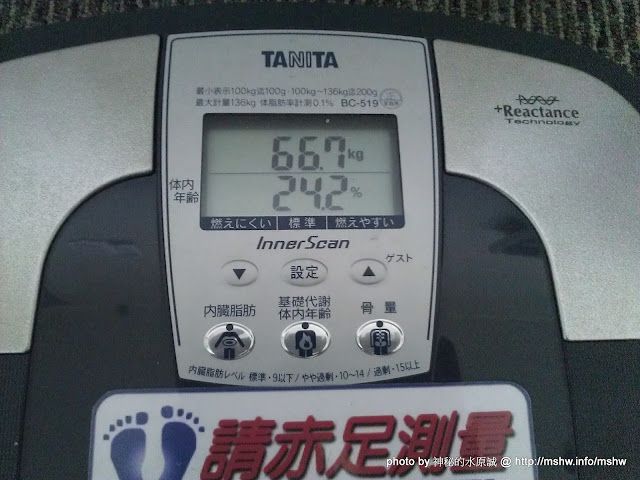 TANITA
最小表示100kg迄100g・100kg～136kg迄200g
最大計量136kg 体脂肪率計測0.1% BC-519
+Reactance
Technology
66.7kg
体内
年齢
24.2%
燃えにくい 標準 燃えやすい
InnerScan
▼ 設定 ▲ ゲスト
内臓脂肪
基礎代謝
体内年齢
骨量
内臓脂肪レベル 標準・9以下/やや過剰・10～14/過剰・15以上
請赤足測量
photo by 神秘的水原誠 @ http://mshw.info/mshw